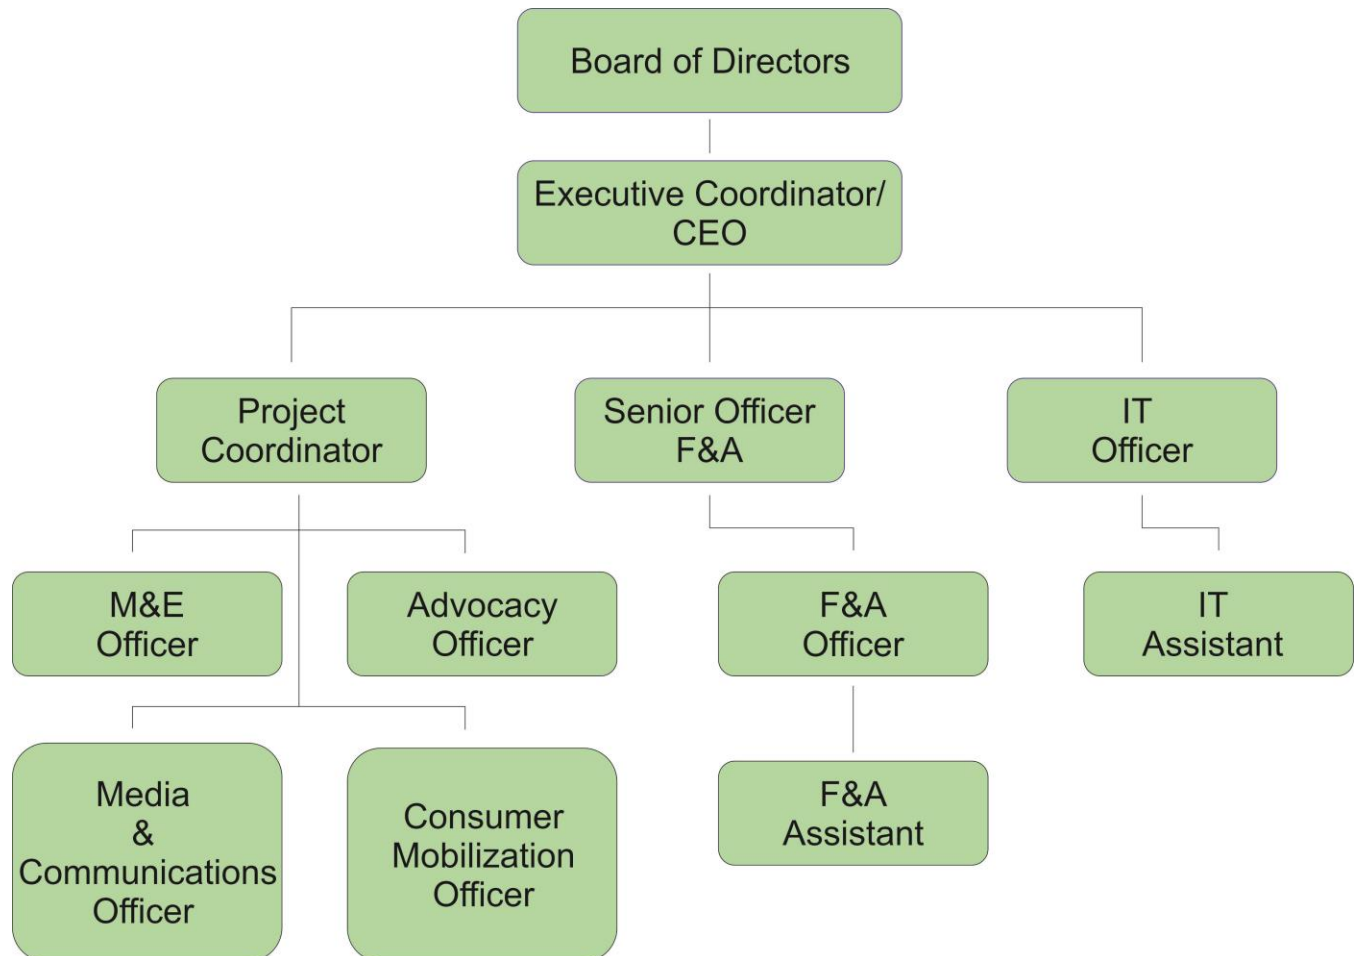 Board of Directors
Executive Coordinator/
CEO
Project
Coordinator
Senior Officer
F&A
IT
Officer
M&E
Officer
Advocacy
Officer
F&A
Officer
IT
Assistant
Media
&
Communications
Officer
Consumer
Mobilization
Officer
F&A
Assistant